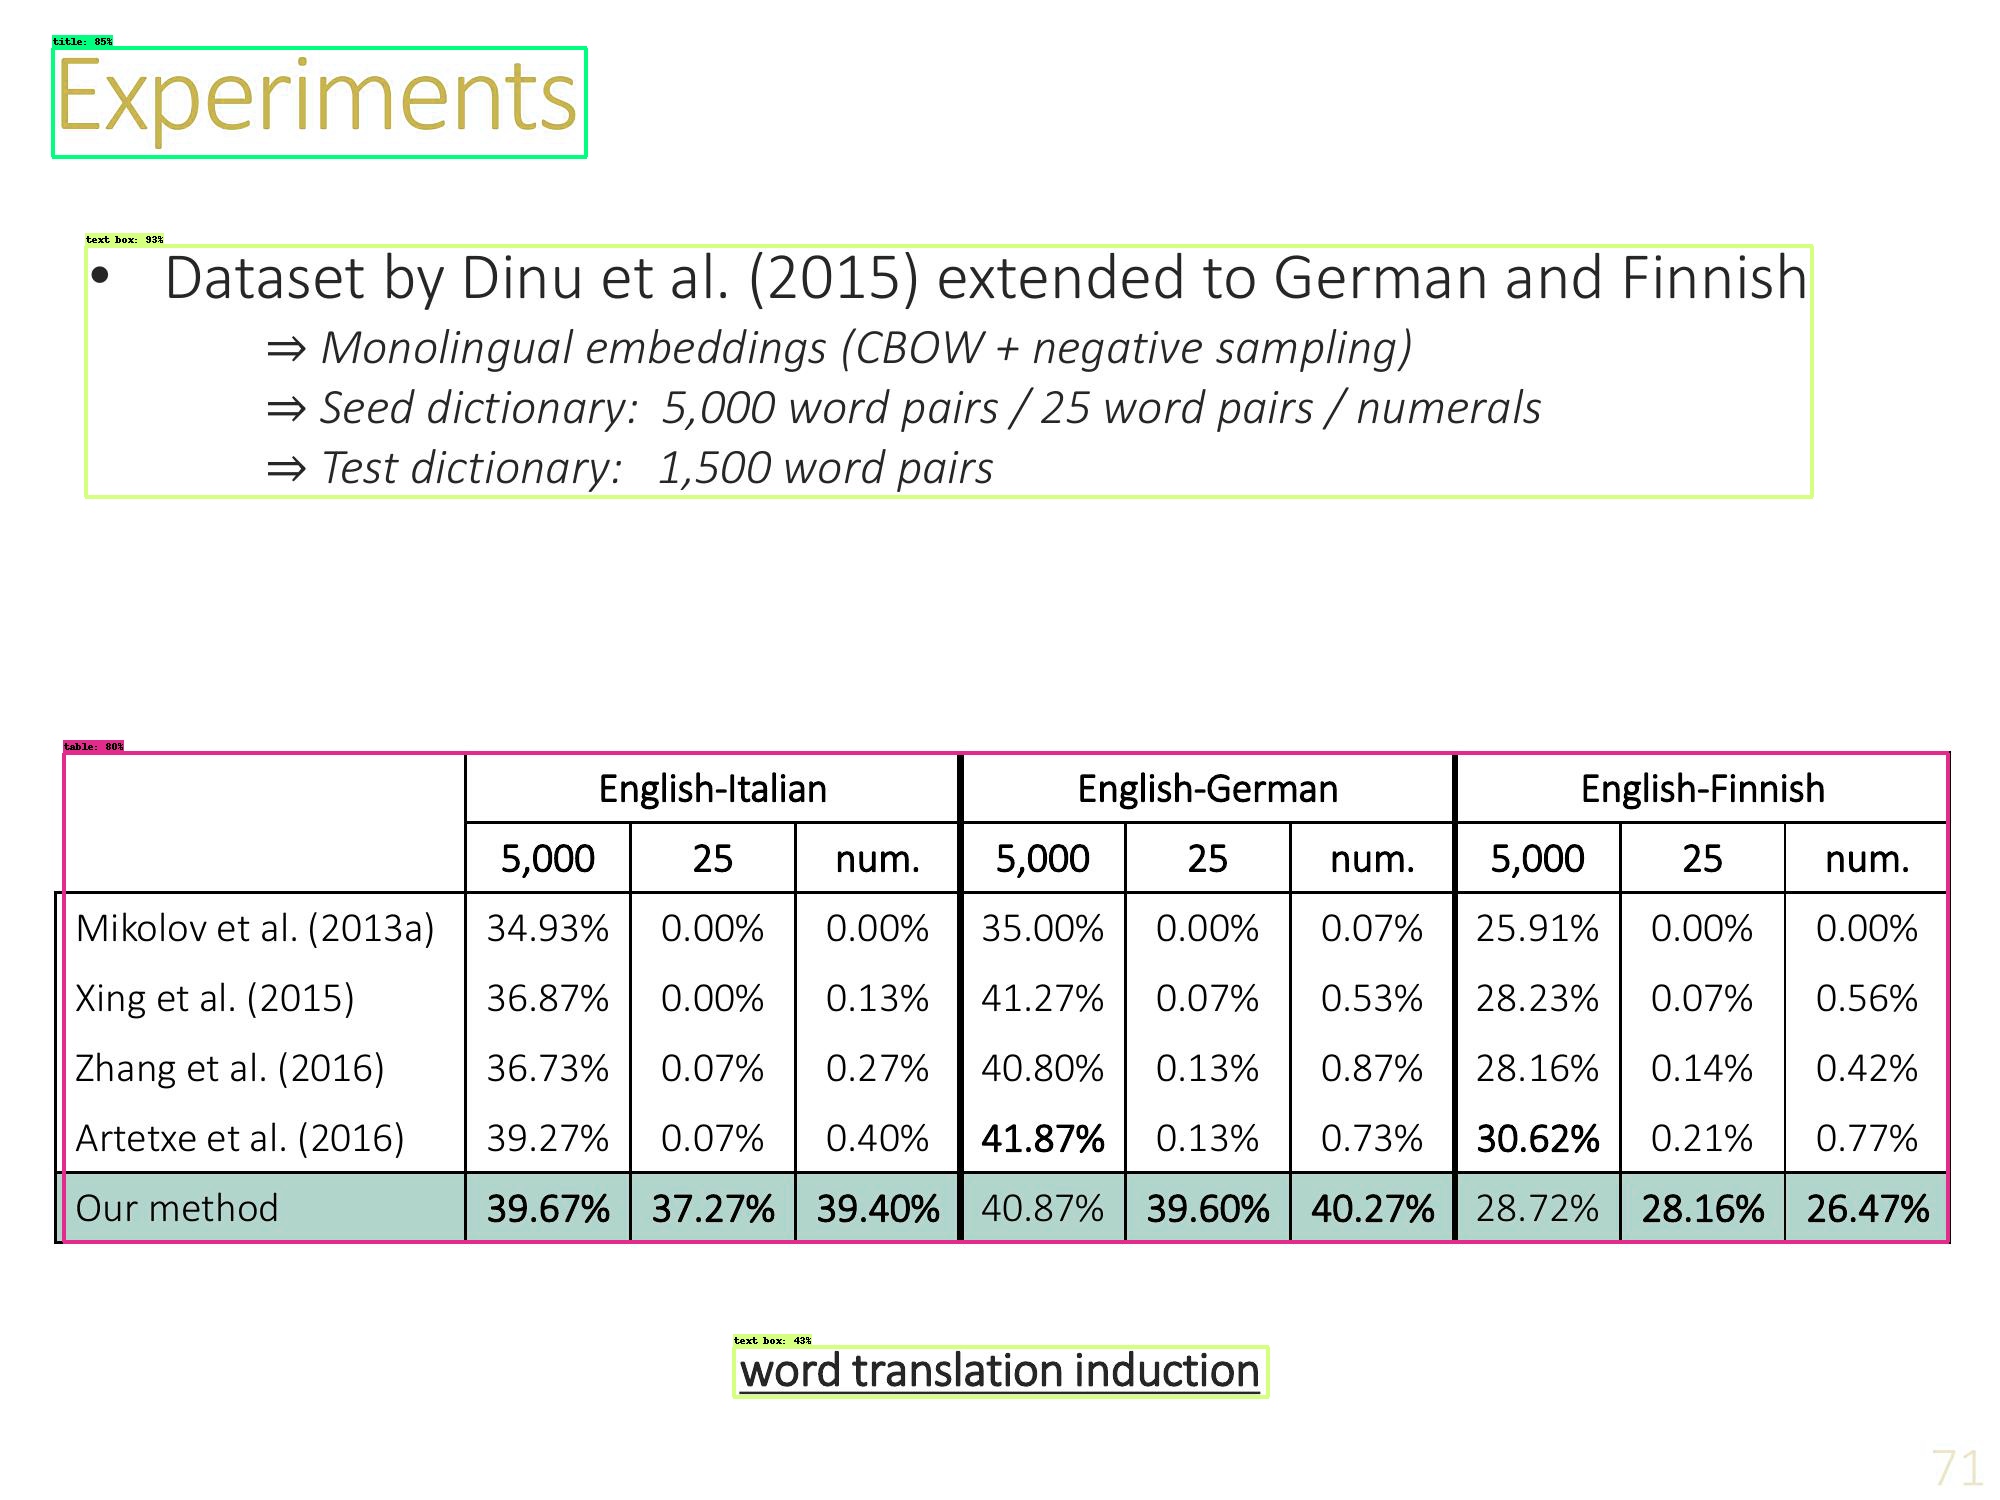 title: 85%
Experiments
text box: 93%
• Dataset by Dinu et al. (2015) extended to German and Finnish
⇒ Monolingual embeddings (CBOW + negative sampling)
⇒ Seed dictionary: 5,000 word pairs / 25 word pairs / numerals
⇒ Test dictionary: 1,500 word pairs
table: 80%
English-Italian English-German English-Finnish
5,000 25 num. 5,000 25 num. 5,000 25 num.
Mikolov et al. (2013a) 34.93% 0.00% 0.00% 35.00% 0.00% 0.07% 25.91% 0.00% 0.00%
Xing et al. (2015) 36.87% 0.00% 0.13% 41.27% 0.07% 0.53% 28.23% 0.07% 0.56%
Zhang et al. (2016) 36.73% 0.07% 0.27% 40.80% 0.13% 0.87% 28.16% 0.14% 0.42%
Artetxe et al. (2016) 39.27% 0.07% 0.40% 41.87% 0.13% 0.73% 30.62% 0.21% 0.77%
Our method 39.67% 37.27% 39.40% 40.87% 39.60% 40.27% 28.72% 28.16% 26.47%
text box: 43%
word translation induction
71